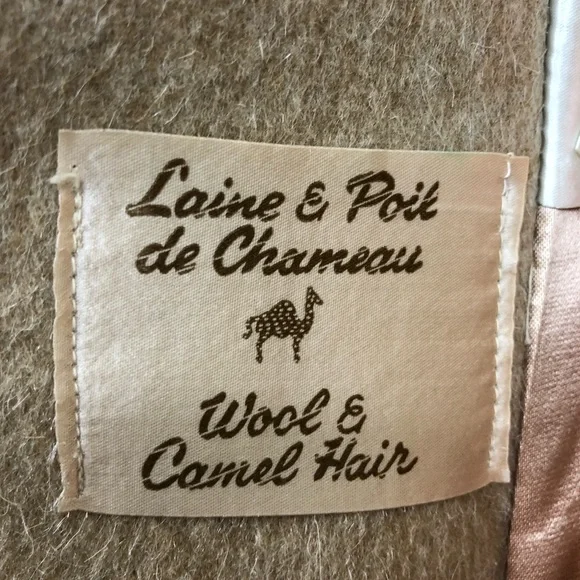 Laine & Poil
de Chameau
Wool &
Camel Hair